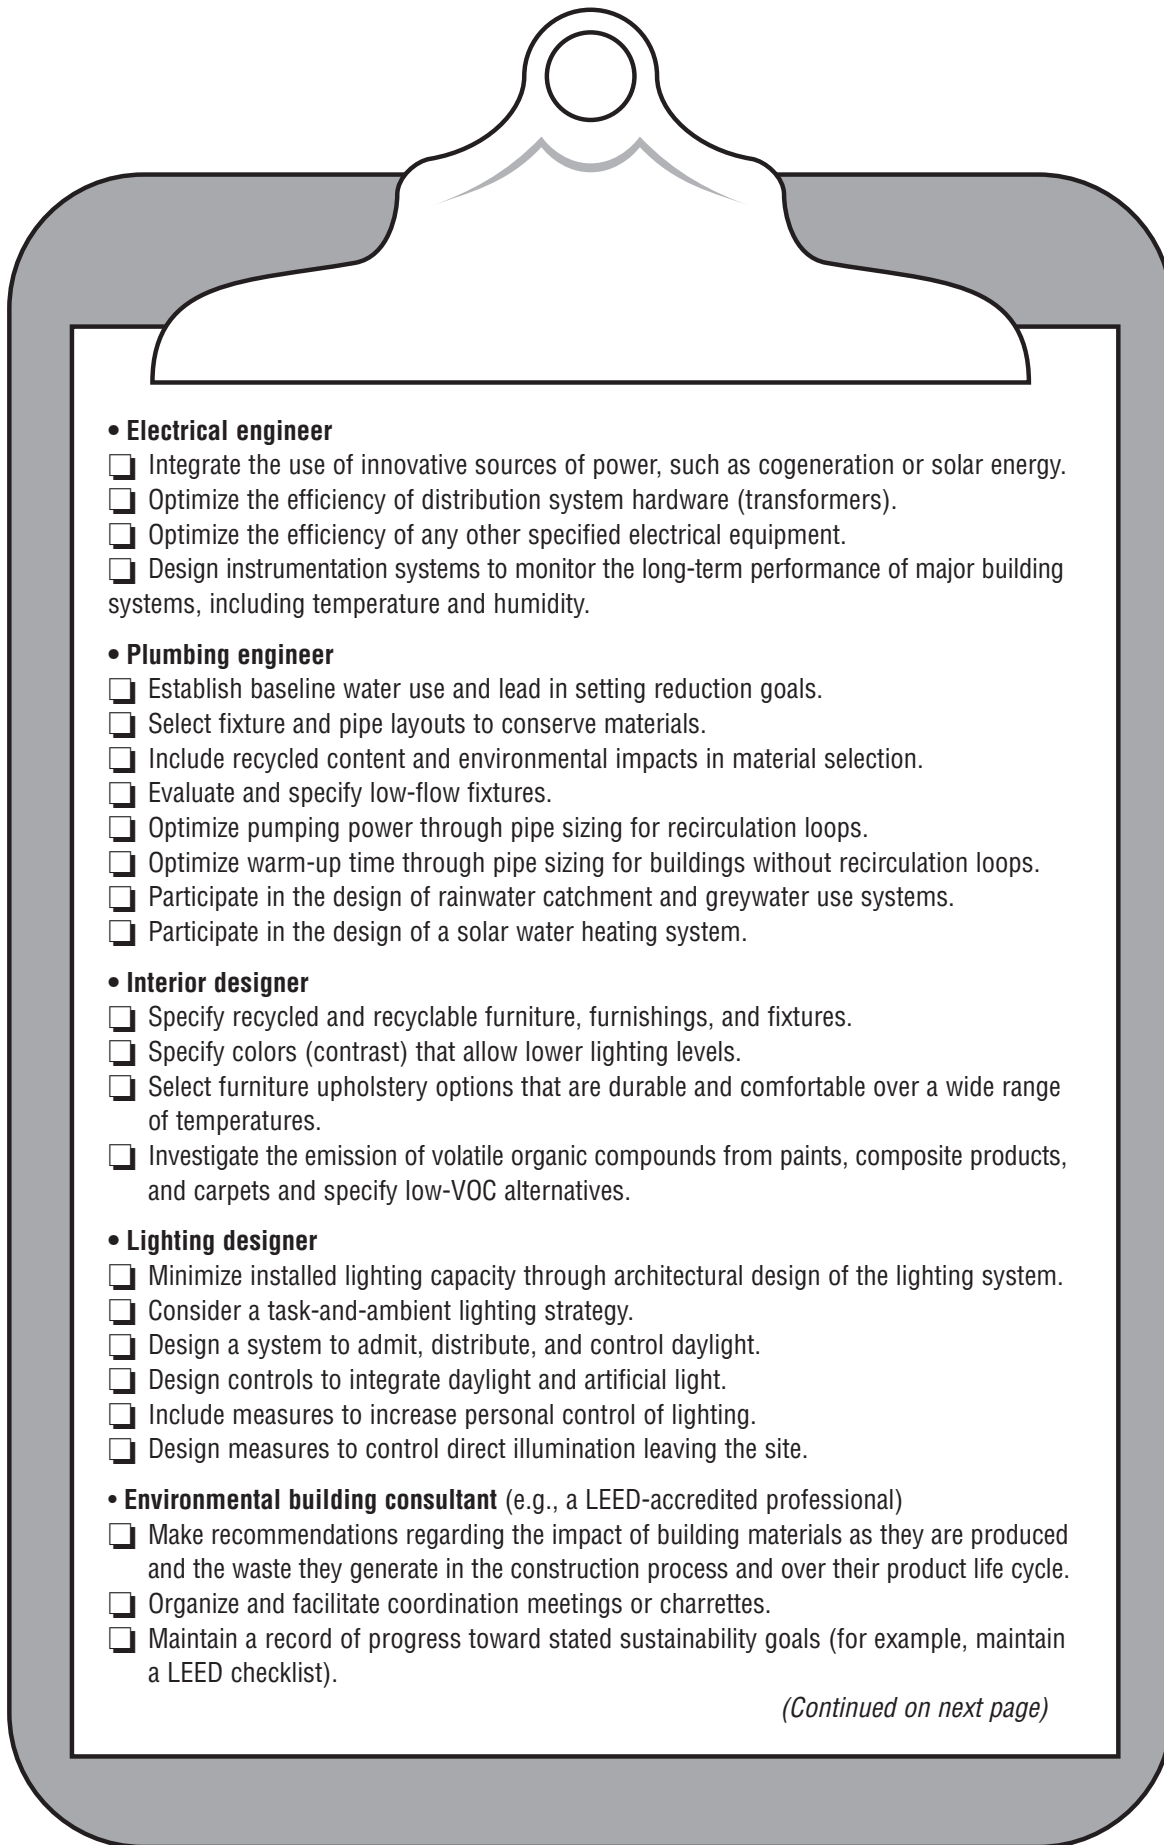 • Electrical engineer
❑ Integrate the use of innovative sources of power, such as cogeneration or solar energy.
❑ Optimize the efficiency of distribution system hardware (transformers).
❑ Optimize the efficiency of any other specified electrical equipment.
❑ Design instrumentation systems to monitor the long-term performance of major building
systems, including temperature and humidity.
• Plumbing engineer
❑ Establish baseline water use and lead in setting reduction goals.
❑ Select fixture and pipe layouts to conserve materials.
❑ Include recycled content and environmental impacts in material selection.
❑ Evaluate and specify low-flow fixtures.
❑ Optimize pumping power through pipe sizing for recirculation loops.
❑ Optimize warm-up time through pipe sizing for buildings without recirculation loops.
❑ Participate in the design of rainwater catchment and greywater use systems.
❑ Participate in the design of a solar water heating system.
• Interior designer
❑ Specify recycled and recyclable furniture, furnishings, and fixtures.
❑ Specify colors (contrast) that allow lower lighting levels.
❑ Select furniture upholstery options that are durable and comfortable over a wide range
of temperatures.
❑ Investigate the emission of volatile organic compounds from paints, composite products,
and carpets and specify low-VOC alternatives.
• Lighting designer
❑ Minimize installed lighting capacity through architectural design of the lighting system.
❑ Consider a task-and-ambient lighting strategy.
❑ Design a system to admit, distribute, and control daylight.
❑ Design controls to integrate daylight and artificial light.
❑ Include measures to increase personal control of lighting.
❑ Design measures to control direct illumination leaving the site.
• Environmental building consultant (e.g., a LEED-accredited professional)
❑ Make recommendations regarding the impact of building materials as they are produced
and the waste they generate in the construction process and over their product life cycle.
❑ Organize and facilitate coordination meetings or charrettes.
❑ Maintain a record of progress toward stated sustainability goals (for example, maintain
a LEED checklist).
(Continued on next page)